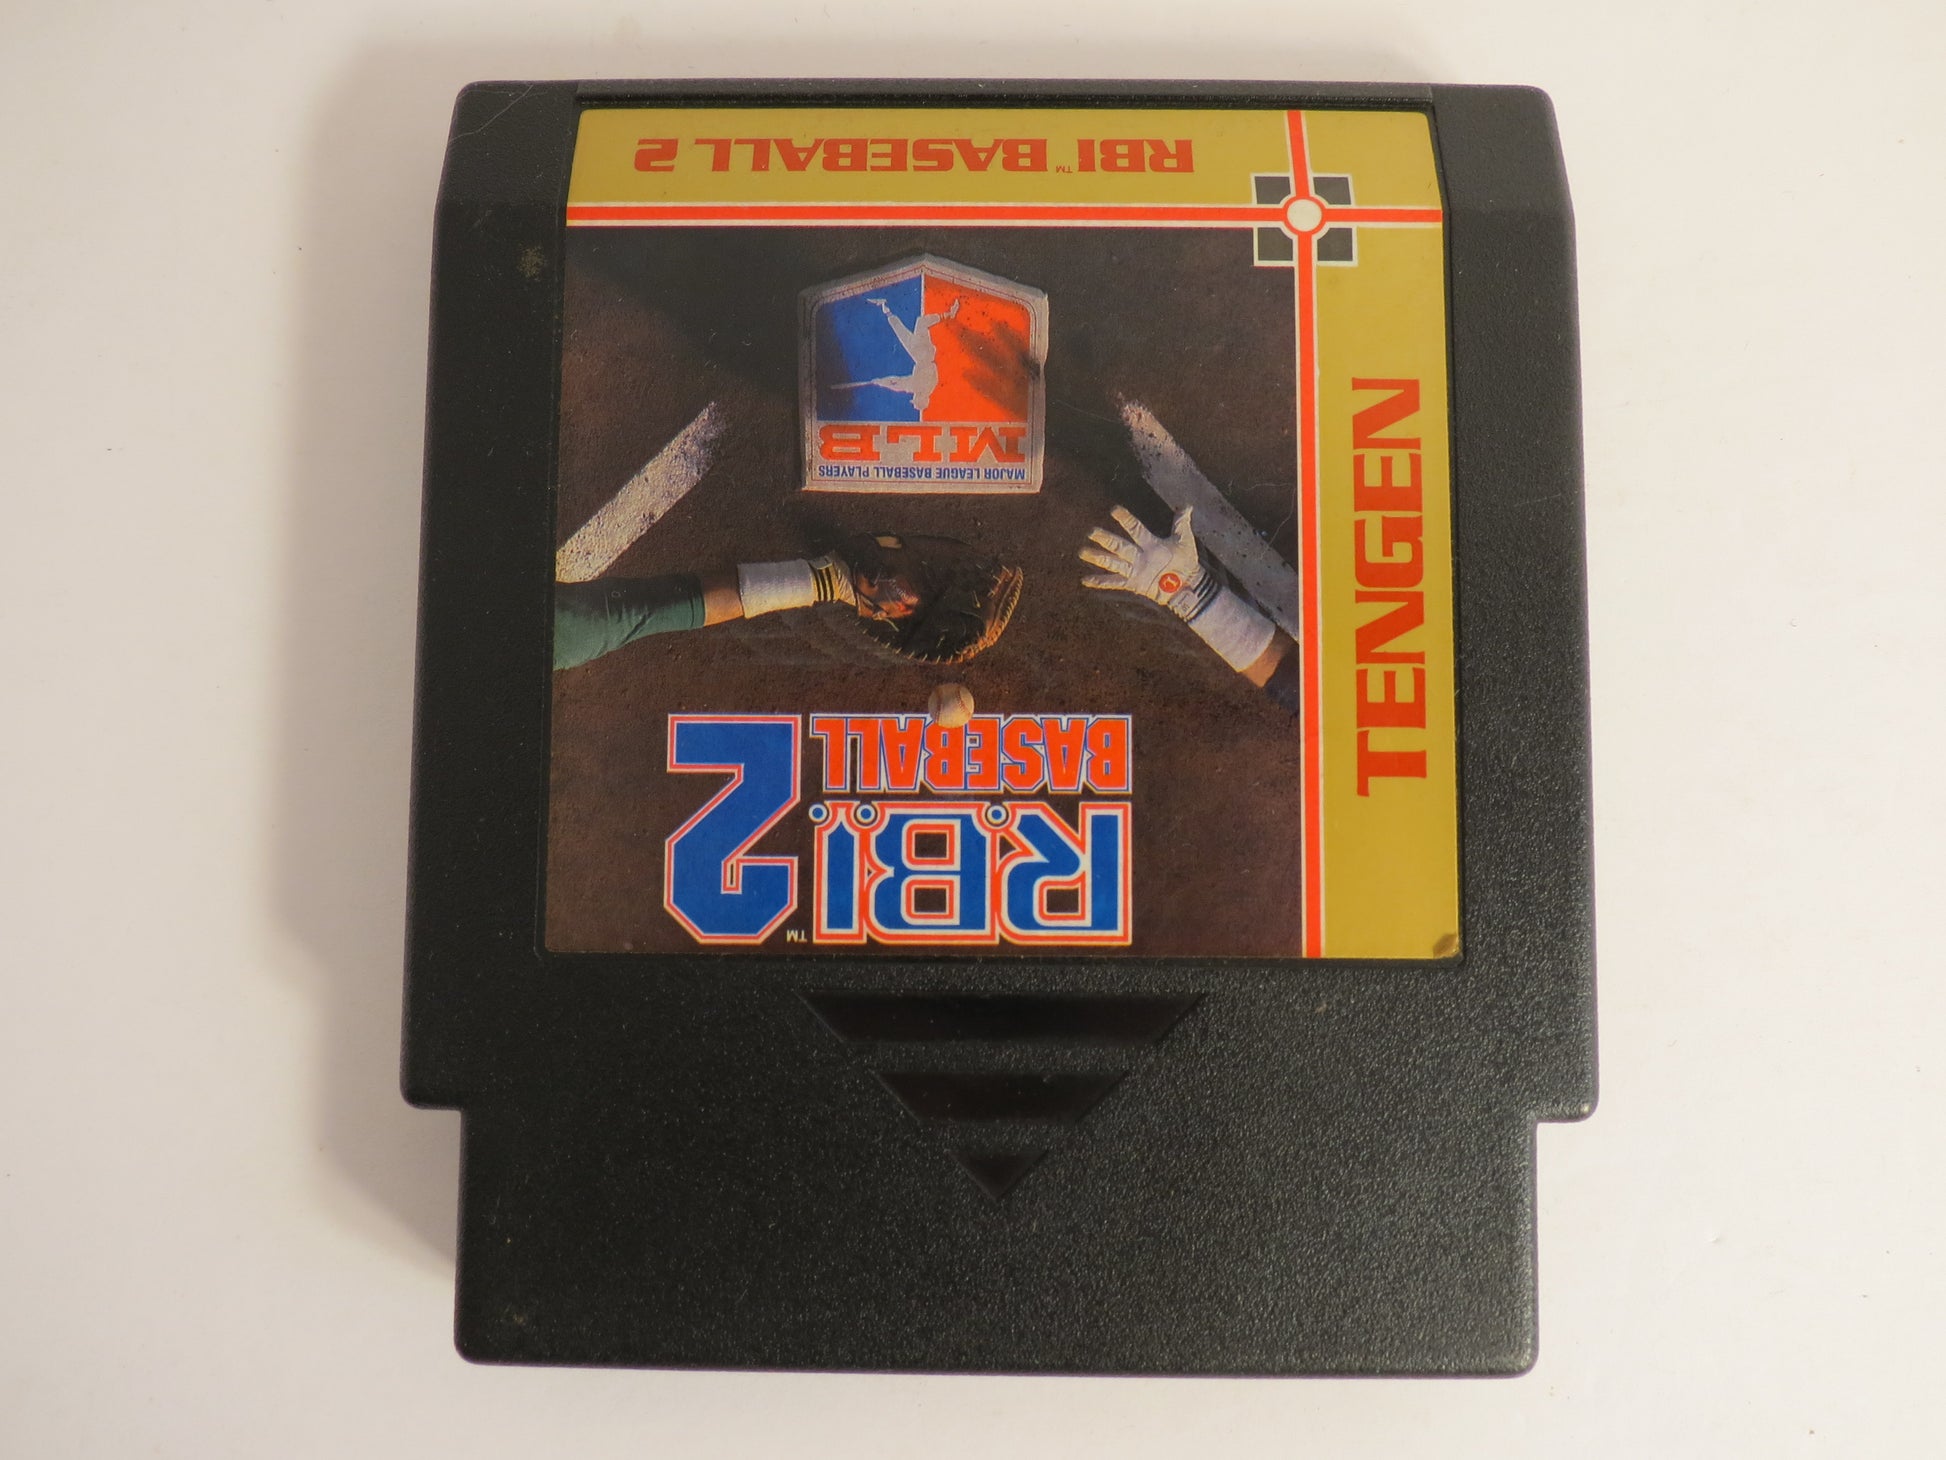 R.B.I.™ 2
BASEBALL
MAJOR LEAGUE BASEBALL PLAYERS
MLB
RBI™ BASEBALL 2
TENGEN